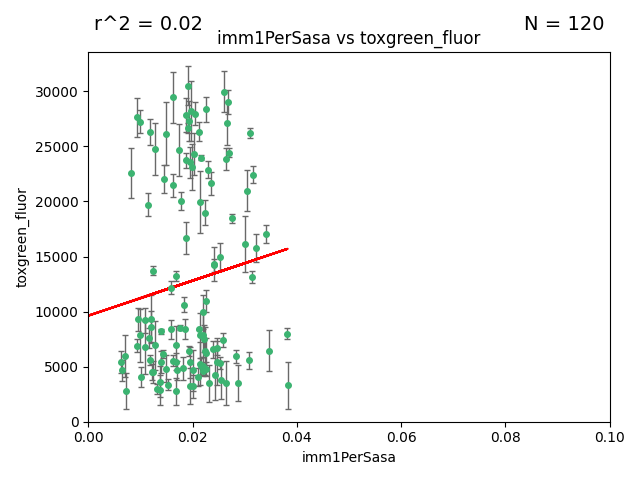 r^2 = 0.02
N = 120
imm1PerSasa vs toxgreen_fluor
toxgreen_fluor
30000
25000
20000
15000
10000
5000
0
0.00
0.02
0.04
0.06
0.08
0.10
imm1PerSasa